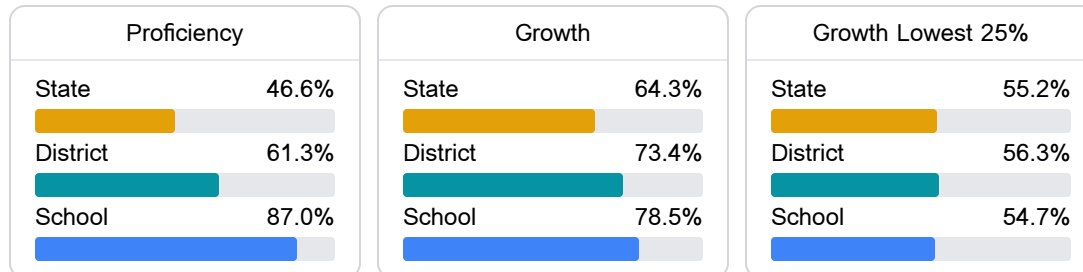 Proficiency
State 46.6%
District 61.3%
School 87.0%
Growth
State 64.3%
District 73.4%
School 78.5%
Growth Lowest 25%
State 55.2%
District 56.3%
School 54.7%